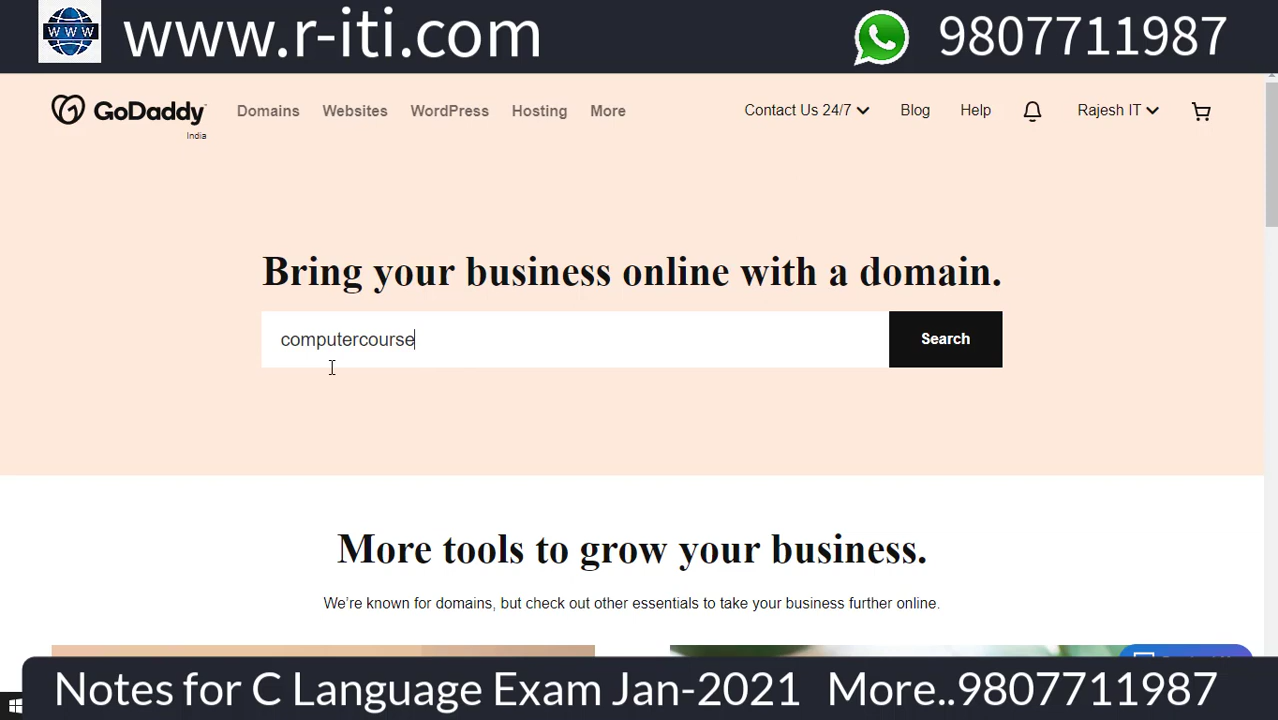 WWW
www.r-iti.com
9807711987
GoDaddy
India
Domains
Websites
WordPress
Hosting
More
Contact Us 24/7
Blog
Help
Rajesh IT
Bring your business online with a domain.
computercourse
Search
More tools to grow your business.
We're known for domains, but check out other essentials to take your business further online.
Notes for C Language Exam Jan-2021 More..9807711987